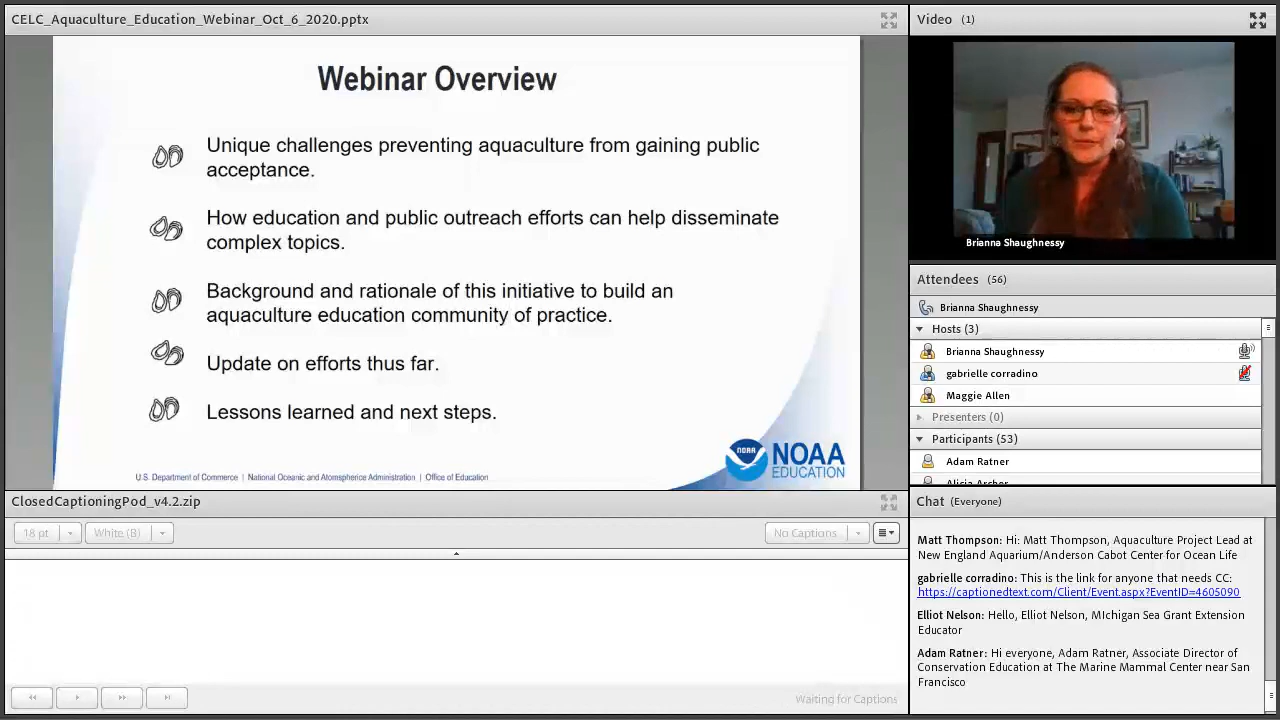 CELC_Aquaculture_Education_Webinar_Oct_6_2020.pptx
Webinar Overview
Unique challenges preventing aquaculture from gaining public
acceptance.
How education and public outreach efforts can help disseminate
complex topics.
Background and rationale of this initiative to build an
aquaculture education community of practice.
Update on efforts thus far.
Lessons learned and next steps.
U.S. Department of Commerce | National Oceanic and Atomspherice Administration | Office of Education
NOAA
NOAA
EDUCATION
ClosedCaptioningPod_v4.2.zip
18 pt
White (B)
No Captions
Waiting for Captions
Video (1)
Brianna Shaughnessy
Attendees (56)
Brianna Shaughnessy
Hosts (3)
Brianna Shaughnessy
gabrielle corradino
Maggie Allen
Presenters (0)
Participants (53)
Adam Ratner
Alicia Archer
Chat (Everyone)
Matt Thompson: Hi: Matt Thompson, Aquaculture Project Lead at
New England Aquarium/Anderson Cabot Center for Ocean Life
gabrielle corradino: This is the link for anyone that needs CC:
https://captionedtext.com/Client/Event.aspx?EventID=4605090
Elliot Nelson: Hello, Elliot Nelson, MIchigan Sea Grant Extension
Educator
Adam Ratner: Hi everyone, Adam Ratner, Associate Director of
Conservation Education at The Marine Mammal Center near San
Francisco